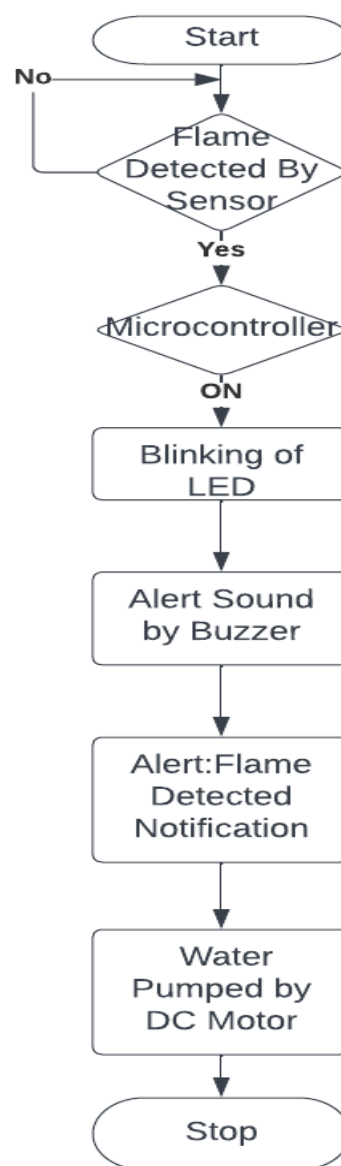 Start
No
Flame
Detected By
Sensor
Yes
Microcontroller
ON
Blinking of
LED
Alert Sound
by Buzzer
Alert:Flame
Detected
Notification
Water
Pumped by
DC Motor
Stop